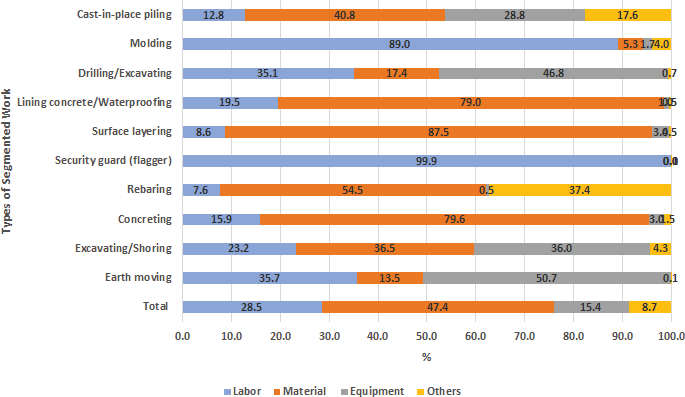 Types of Segmented Work
Cast-in-place piling 12.8 40.8 28.8 17.6
Molding 89.0 5.3 1.7 4.0
Drilling/Excavating 35.1 17.4 46.8 0.7
Lining concrete/Waterproofing 19.5 79.0
Surface layering 8.6 87.5
Security guard (flagger) 99.9
Rebaring 7.6 54.5 0.5 37.4
Concreting 15.9 79.6 3.0 1.5
Excavating/Shoring 23.2 36.5 36.0 4.3
Earth moving 35.7 13.5 50.7 0.1
Total 28.5 47.4 15.4 8.7
0.0 10.0 20.0 30.0 40.0 50.0 60.0 70.0 80.0 90.0 100.0
%
Labor Material Equipment Others